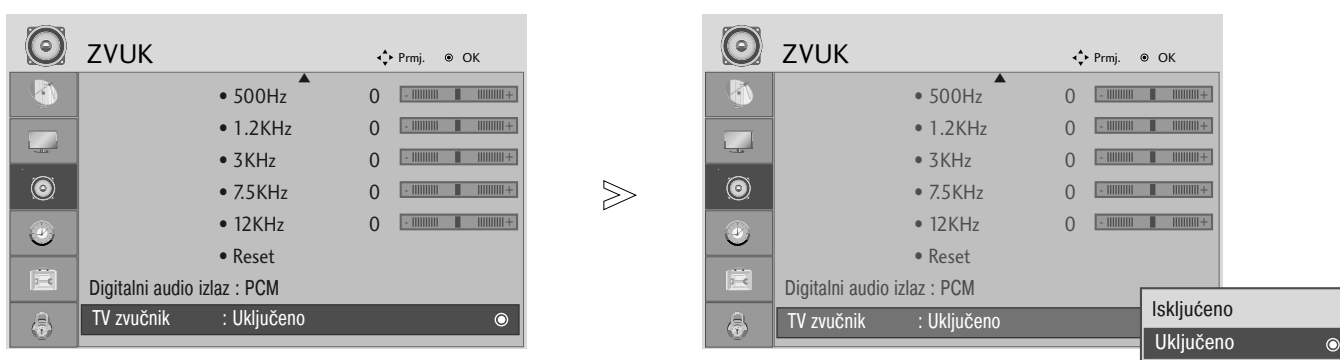 ZVUK Prmj. OK
• 500Hz 0 - +
• 1.2KHz 0 - +
• 3KHz 0 - +
• 7.5KHz 0 - +
• 12KHz 0 - +
• Reset
Digitalni audio izlaz : PCM
TV zvučnik : Uključeno
ZVUK Prmj. OK
• 500Hz 0 - +
• 1.2KHz 0 - +
• 3KHz 0 - +
• 7.5KHz 0 - +
• 12KHz 0 - +
• Reset
Digitalni audio izlaz : PCM
TV zvučnik : Uključeno
Iskljućeno
Uključeno